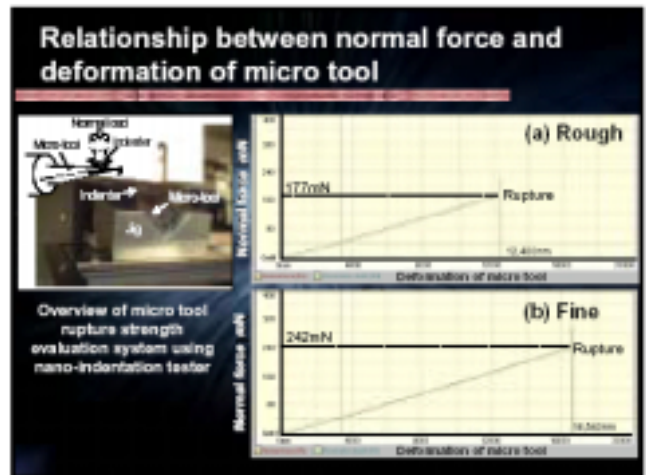 Relationship between normal force and
deformation of micro tool
Normal load
Micro-tool
Indenter
Indenter
Micro-tool
Jig
Overview of micro tool
rupture strength
evaluation system using
nano-indentation tester
(a) Rough
Normal force mN
177mN
Rupture
Deformation of micro tool
(b) Fine
Normal force mN
242mN
Rupture
Deformation of micro tool